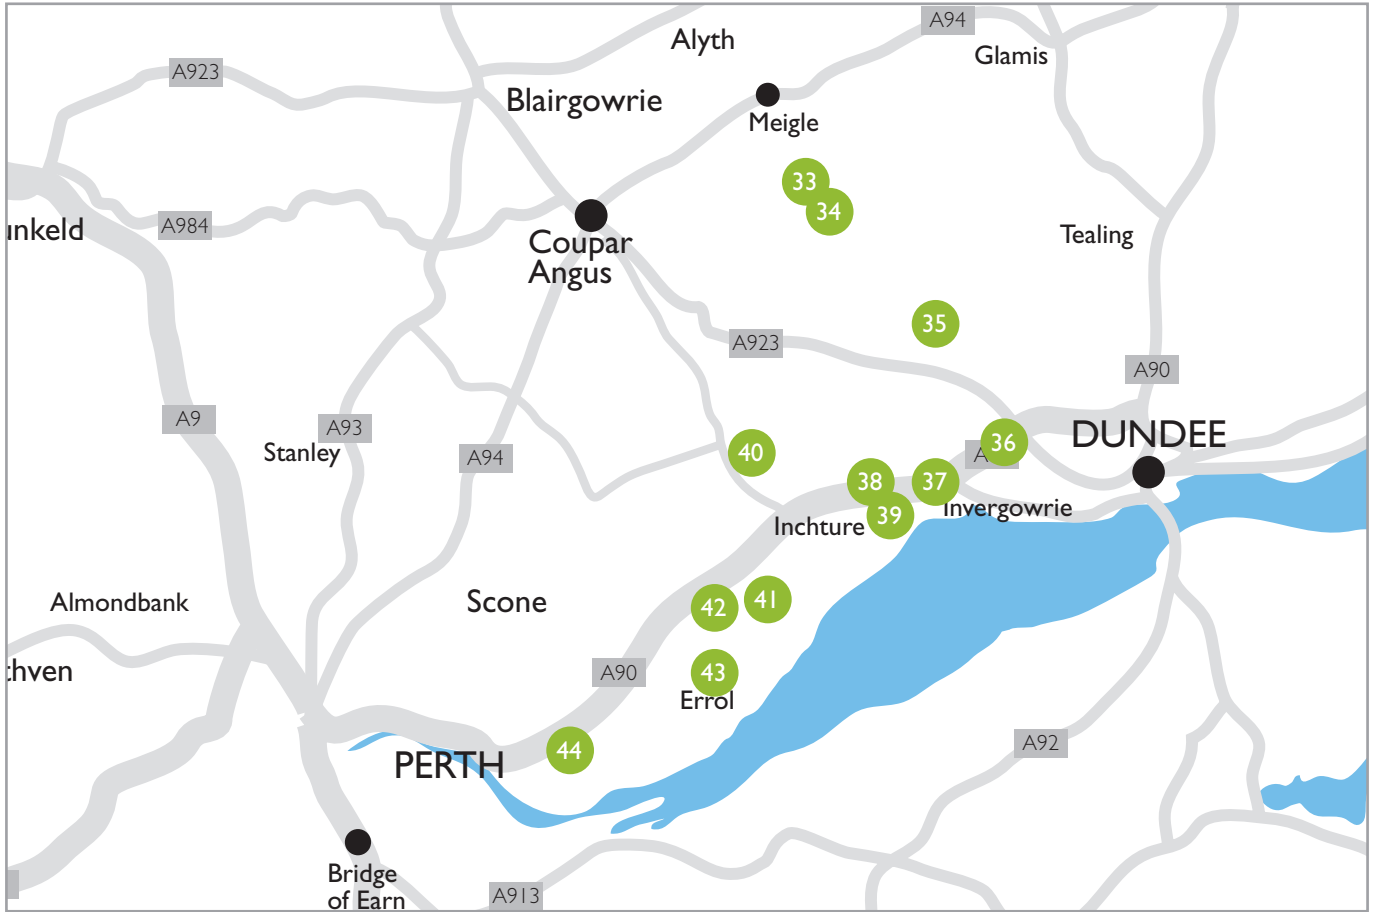 A94
Alyth
Glamis
A923
Blairgowrie
Meigle
33
34
A984
unkeld
Tealing
Coupar
Angus
35
A923
A90
A9
A93
DUNDEE
36
Stanley
A94
40
A
38
37
Invergowrie
39
Inchture
Almondbank
Scone
42
41
thven
A90
43
Errol
44
A92
PERTH
Bridge
of Earn
A913